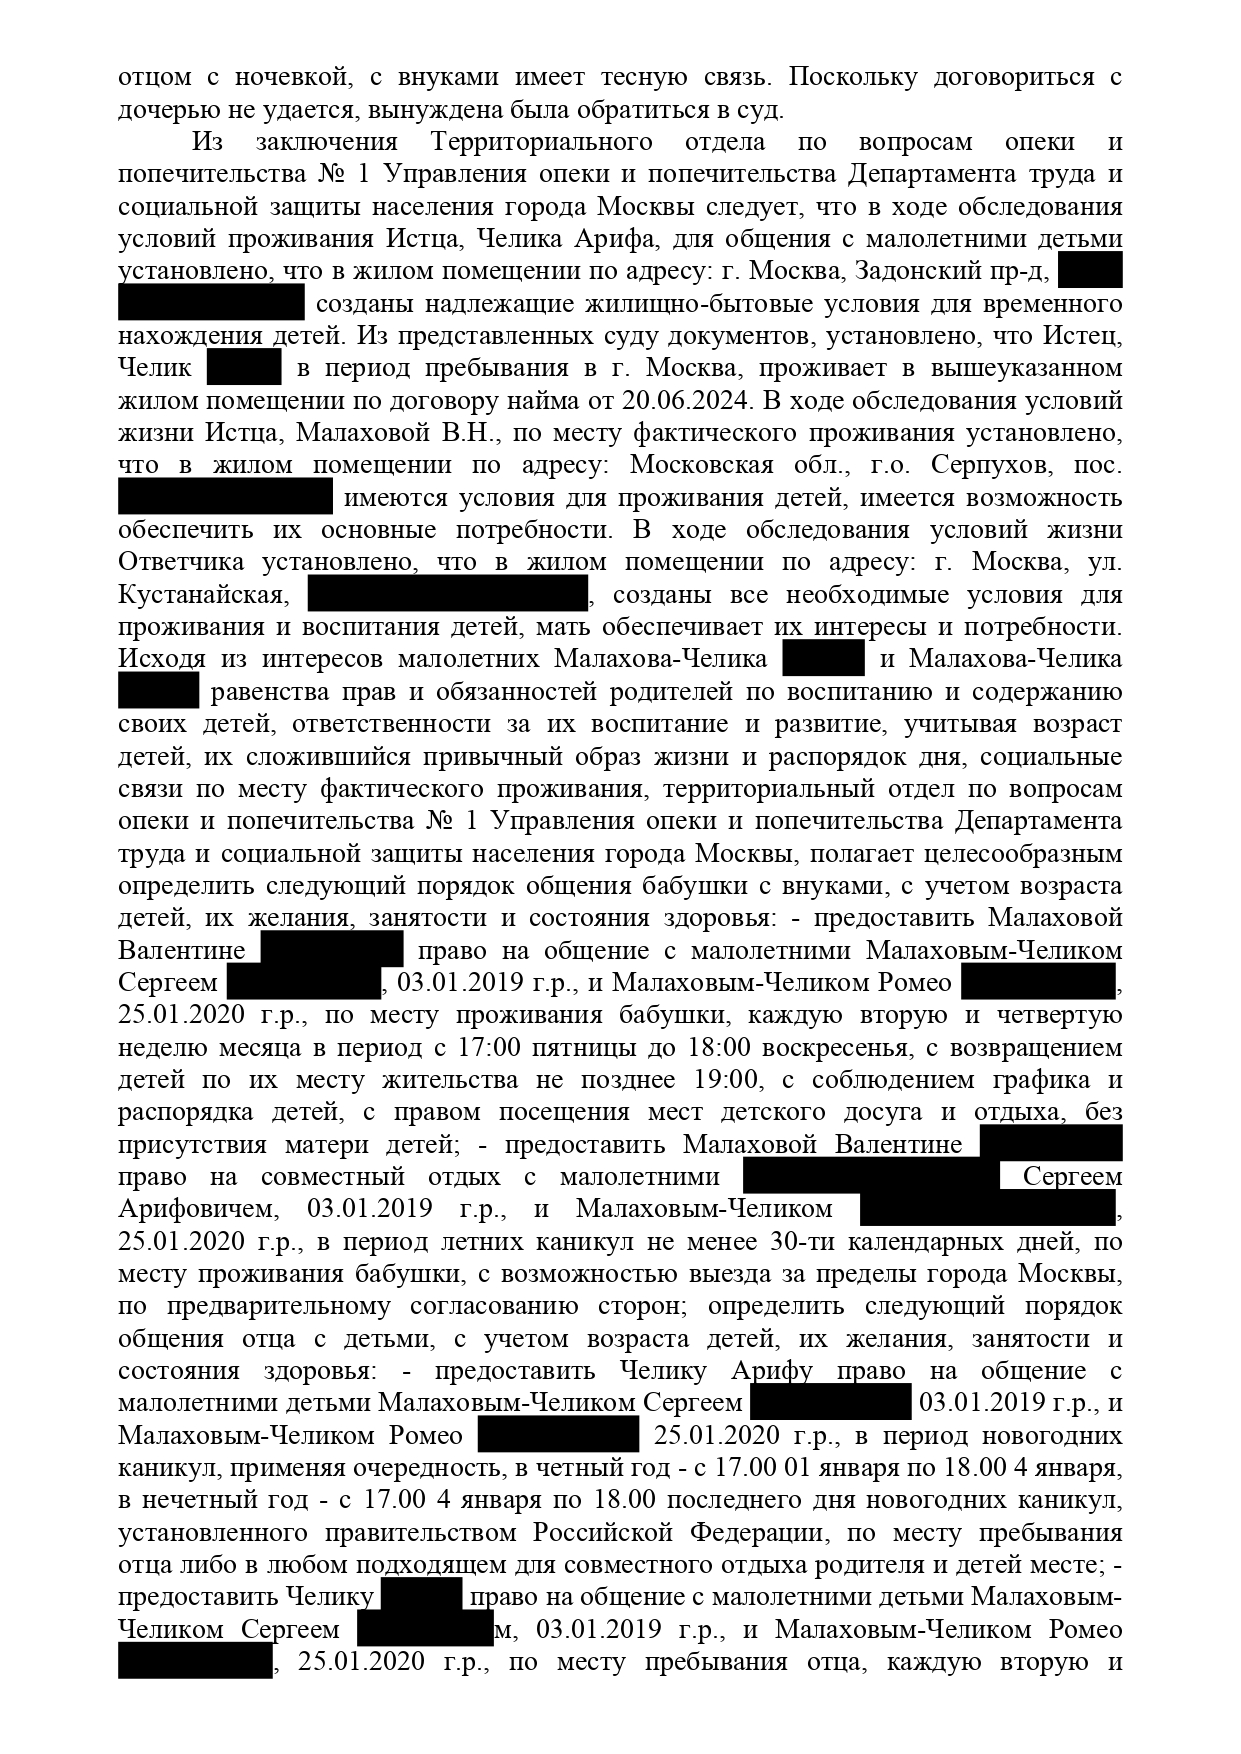 отцом с ночевкой, с внуками имеет тесную связь. Поскольку договориться с
дочерью не удается, вынуждена была обратиться в суд.
Из заключения Территориального отдела по вопросам опеки и
попечительства № 1 Управления опеки и попечительства Департамента труда и
социальной защиты населения города Москвы следует, что в ходе обследования
условий проживания Истца, Челика Арифа, для общения с малолетними детьми
установлено, что в жилом помещении по адресу: г. Москва, Задонский пр-д,
созданы надлежащие жилищно-бытовые условия для временного
нахождения детей. Из представленных суду документов, установлено, что Истец,
Челик в период пребывания в г. Москва, проживает в вышеуказанном
жилом помещении по договору найма от 20.06.2024. В ходе обследования условий
жизни Истца, Малаховой В.Н., по месту фактического проживания установлено,
что в жилом помещении по адресу: Московская обл., г.о. Серпухов, пос.
имеются условия для проживания детей, имеется возможность
обеспечить их основные потребности. В ходе обследования условий жизни
Ответчика установлено, что в жилом помещении по адресу: г. Москва, ул.
Кустанайская, , созданы все необходимые условия для
проживания и воспитания детей, мать обеспечивает их интересы и потребности.
Исходя из интересов малолетних Малахова-Челика и Малахова-Челика
равенства прав и обязанностей родителей по воспитанию и содержанию
своих детей, ответственности за их воспитание и развитие, учитывая возраст
детей, их сложившийся привычный образ жизни и распорядок дня, социальные
связи по месту фактического проживания, территориальный отдел по вопросам
опеки и попечительства № 1 Управления опеки и попечительства Департамента
труда и социальной защиты населения города Москвы, полагает целесообразным
определить следующий порядок общения бабушки с внуками, с учетом возраста
детей, их желания, занятости и состояния здоровья: - предоставить Малаховой
Валентине право на общение с малолетними Малаховым-Челиком
Сергеем , 03.01.2019 г.р., и Малаховым-Челиком Ромео ,
25.01.2020 г.р., по месту проживания бабушки, каждую вторую и четвертую
неделю месяца в период с 17:00 пятницы до 18:00 воскресенья, с возвращением
детей по их месту жительства не позднее 19:00, с соблюдением графика и
распорядка детей, с правом посещения мест детского досуга и отдыха, без
присутствия матери детей; - предоставить Малаховой Валентине
право на совместный отдых с малолетними Сергеем
Арифовичем, 03.01.2019 г.р., и Малаховым-Челиком ,
25.01.2020 г.р., в период летних каникул не менее 30-ти календарных дней, по
месту проживания бабушки, с возможностью выезда за пределы города Москвы,
по предварительному согласованию сторон; определить следующий порядок
общения отца с детьми, с учетом возраста детей, их желания, занятости и
состояния здоровья: - предоставить Челику Арифу право на общение с
малолетними детьми Малаховым-Челиком Сергеем 03.01.2019 г.р., и
Малаховым-Челиком Ромео 25.01.2020 г.р., в период новогодних
каникул, применяя очередность, в четный год - с 17.00 01 января по 18.00 4 января,
в нечетный год - с 17.00 4 января по 18.00 последнего дня новогодних каникул,
установленного правительством Российской Федерации, по месту пребывания
отца либо в любом подходящем для совместного отдыха родителя и детей месте; -
предоставить Челику право на общение с малолетними детьми Малаховым-
Челиком Сергеем м, 03.01.2019 г.р., и Малаховым-Челиком Ромео
, 25.01.2020 г.р., по месту пребывания отца, каждую вторую и